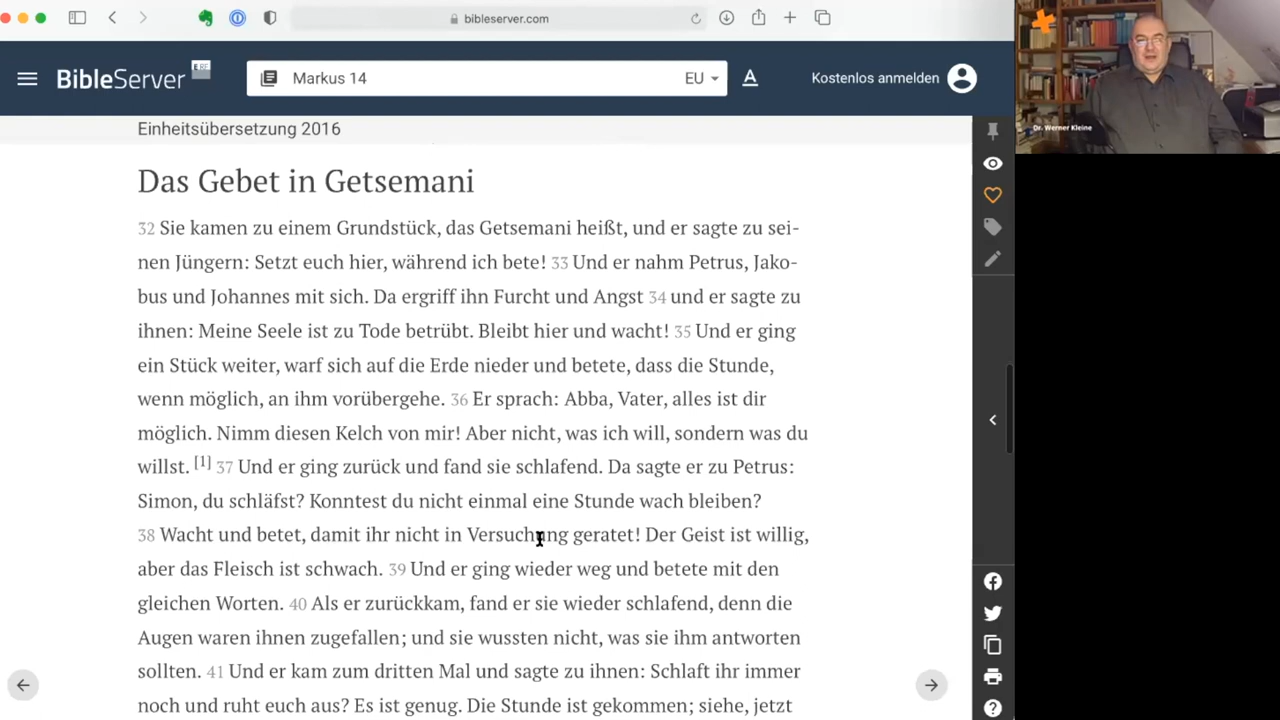 bibleserver.com
BibleServer ERF
Markus 14
EU
A
Kostenlos anmelden
Dr. Werner Kleine
Einheitsübersetzung 2016
Das Gebet in Getsemani
32 Sie kamen zu einem Grundstück, das Getsemani heißt, und er sagte zu sei-
nen Jüngern: Setzt euch hier, während ich bete! 33 Und er nahm Petrus, Jako-
bus und Johannes mit sich. Da ergriff ihn Furcht und Angst 34 und er sagte zu
ihnen: Meine Seele ist zu Tode betrübt. Bleibt hier und wacht! 35 Und er ging
ein Stück weiter, warf sich auf die Erde nieder und betete, dass die Stunde,
wenn möglich, an ihm vorübergehe. 36 Er sprach: Abba, Vater, alles ist dir
möglich. Nimm diesen Kelch von mir! Aber nicht, was ich will, sondern was du
willst. [1] 37 Und er ging zurück und fand sie schlafend. Da sagte er zu Petrus:
Simon, du schläfst? Konntest du nicht einmal eine Stunde wach bleiben?
38 Wacht und betet, damit ihr nicht in Versuchung geratet! Der Geist ist willig,
aber das Fleisch ist schwach. 39 Und er ging wieder weg und betete mit den
gleichen Worten. 40 Als er zurückkam, fand er sie wieder schlafend, denn die
Augen waren ihnen zugefallen; und sie wussten nicht, was sie ihm antworten
sollten. 41 Und er kam zum dritten Mal und sagte zu ihnen: Schlaft ihr immer
noch und ruht euch aus? Es ist genug. Die Stunde ist gekommen; siehe, jetzt